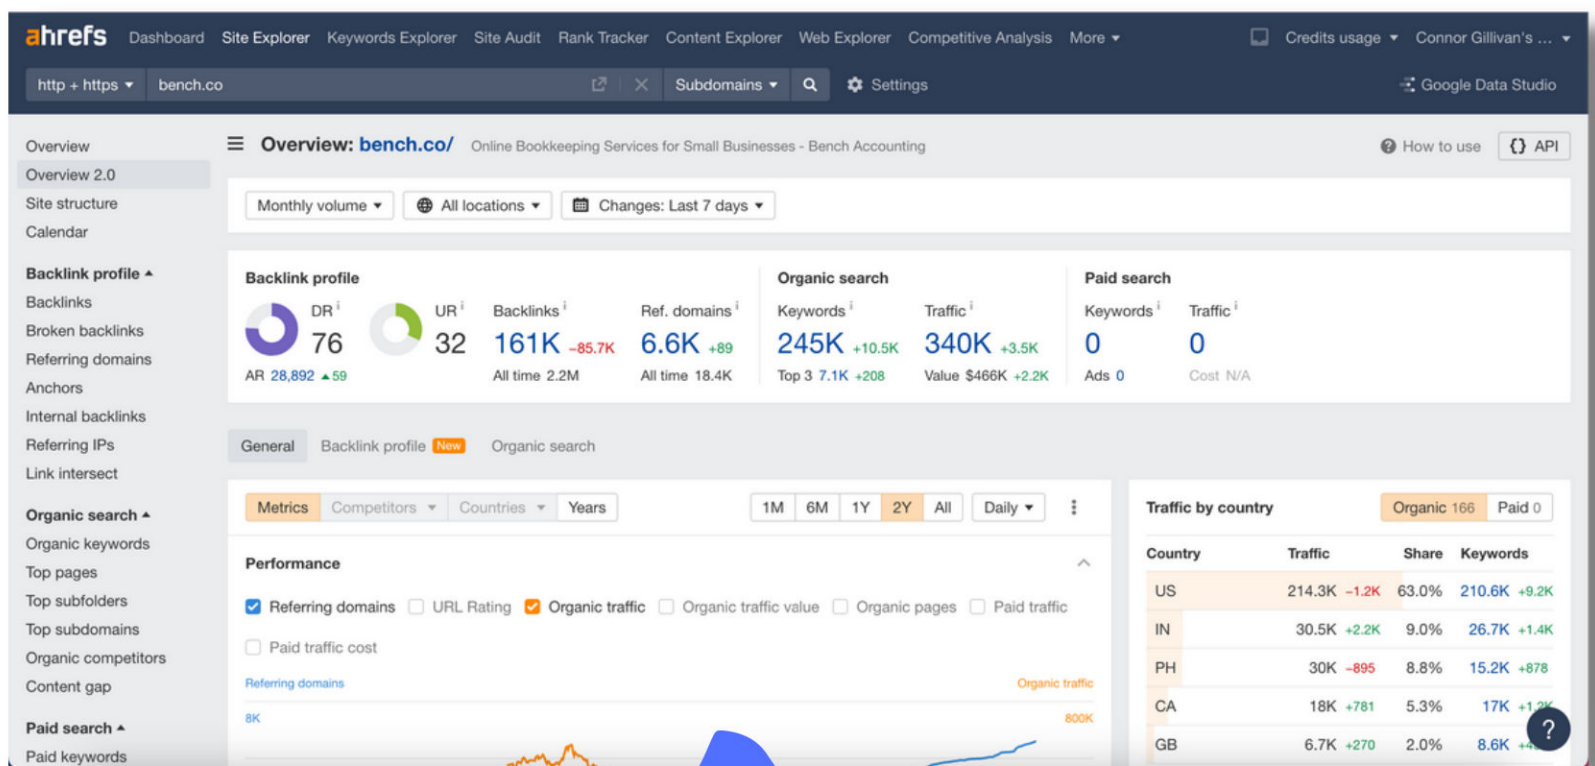 ahrefs Dashboard Site Explorer Keywords Explorer Site Audit Rank Tracker Content Explorer Web Explorer Competitive Analysis More Credits usage Connor Gillivan's ...
http + https bench.co Subdomains Settings Google Data Studio
Overview
Overview 2.0
Site structure
Calendar
Backlink profile
Backlinks
Broken backlinks
Referring domains
Anchors
Internal backlinks
Referring IPs
Link intersect
Organic search
Organic keywords
Top pages
Top subfolders
Top subdomains
Organic competitors
Content gap
Paid search
Paid keywords
Overview: bench.co/ Online Bookkeeping Services for Small Businesses - Bench Accounting How to use {} API
Monthly volume All locations Changes: Last 7 days
Backlink profile
DR UR Backlinks Ref. domains
76 32 161K -85.7K 6.6K +89
AR 28,892 59 All time 2.2M All time 18.4K
Organic search
Keywords Traffic
245K +10.5K 340K +3.5K
Top 3 7.1K +208 Value $466K +2.2K
Paid search
Keywords Traffic
0 0
Ads 0 Cost N/A
General Backlink profile New Organic search
Metrics Competitors Countries Years 1M 6M 1Y 2Y All Daily
Performance
Referring domains URL Rating Organic traffic Organic traffic value Organic pages Paid traffic
Paid traffic cost
Referring domains Organic traffic
8K 800K
Traffic by country Organic 166 Paid 0
Country Traffic Share Keywords
US 214.3K -1.2K 63.0% 210.6K +9.2K
IN 30.5K +2.2K 9.0% 26.7K +1.4K
PH 30K -895 8.8% 15.2K +878
CA 18K +781 5.3% 17K +1.2K
GB 6.7K +270 2.0% 8.6K
?